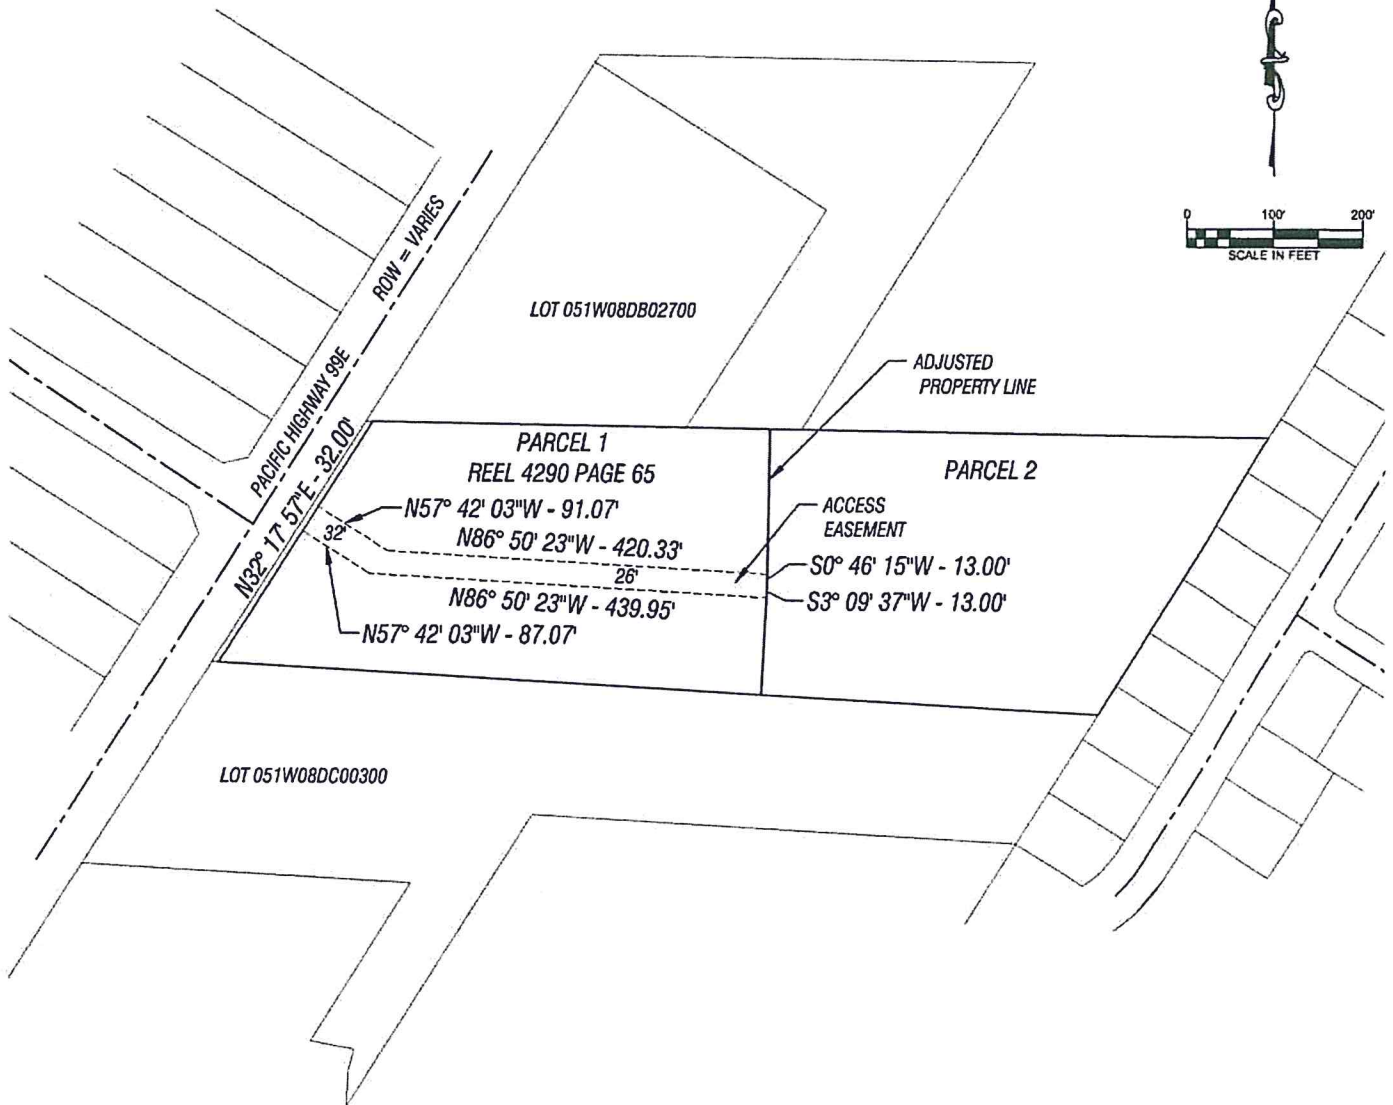 0 100' 200'
SCALE IN FEET
ROW = VARIES
PACIFIC HIGHWAY 99E
N32° 17' 57"E - 32.00'
LOT 051W08DB02700
ADJUSTED
PROPERTY LINE
PARCEL 1
REEL 4290 PAGE 65
PARCEL 2
N57° 42' 03"W - 91.07'
ACCESS
EASEMENT
32'
N86° 50' 23"W - 420.33'
S0° 46' 15"W - 13.00'
26'
N86° 50' 23"W - 439.95'
S3° 09' 37"W - 13.00'
N57° 42' 03"W - 87.07'
LOT 051W08DC00300